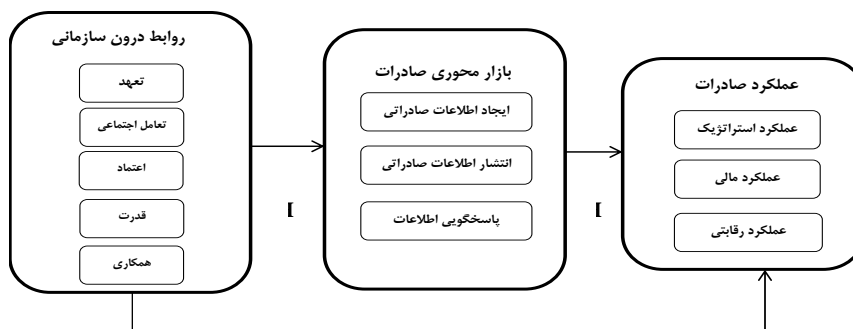 روابط درون سازمانی
تعهد
تعامل اجتماعی
اعتماد
قدرت
همکاری
بازار محوری صادرات
ایجاد اطلاعات صادراتی
انتشار اطلاعات صادراتی
پاسخگویی اطلاعات
عملکرد صادرات
عملکرد استراتژیک
عملکرد مالی
عملکرد رقابتی